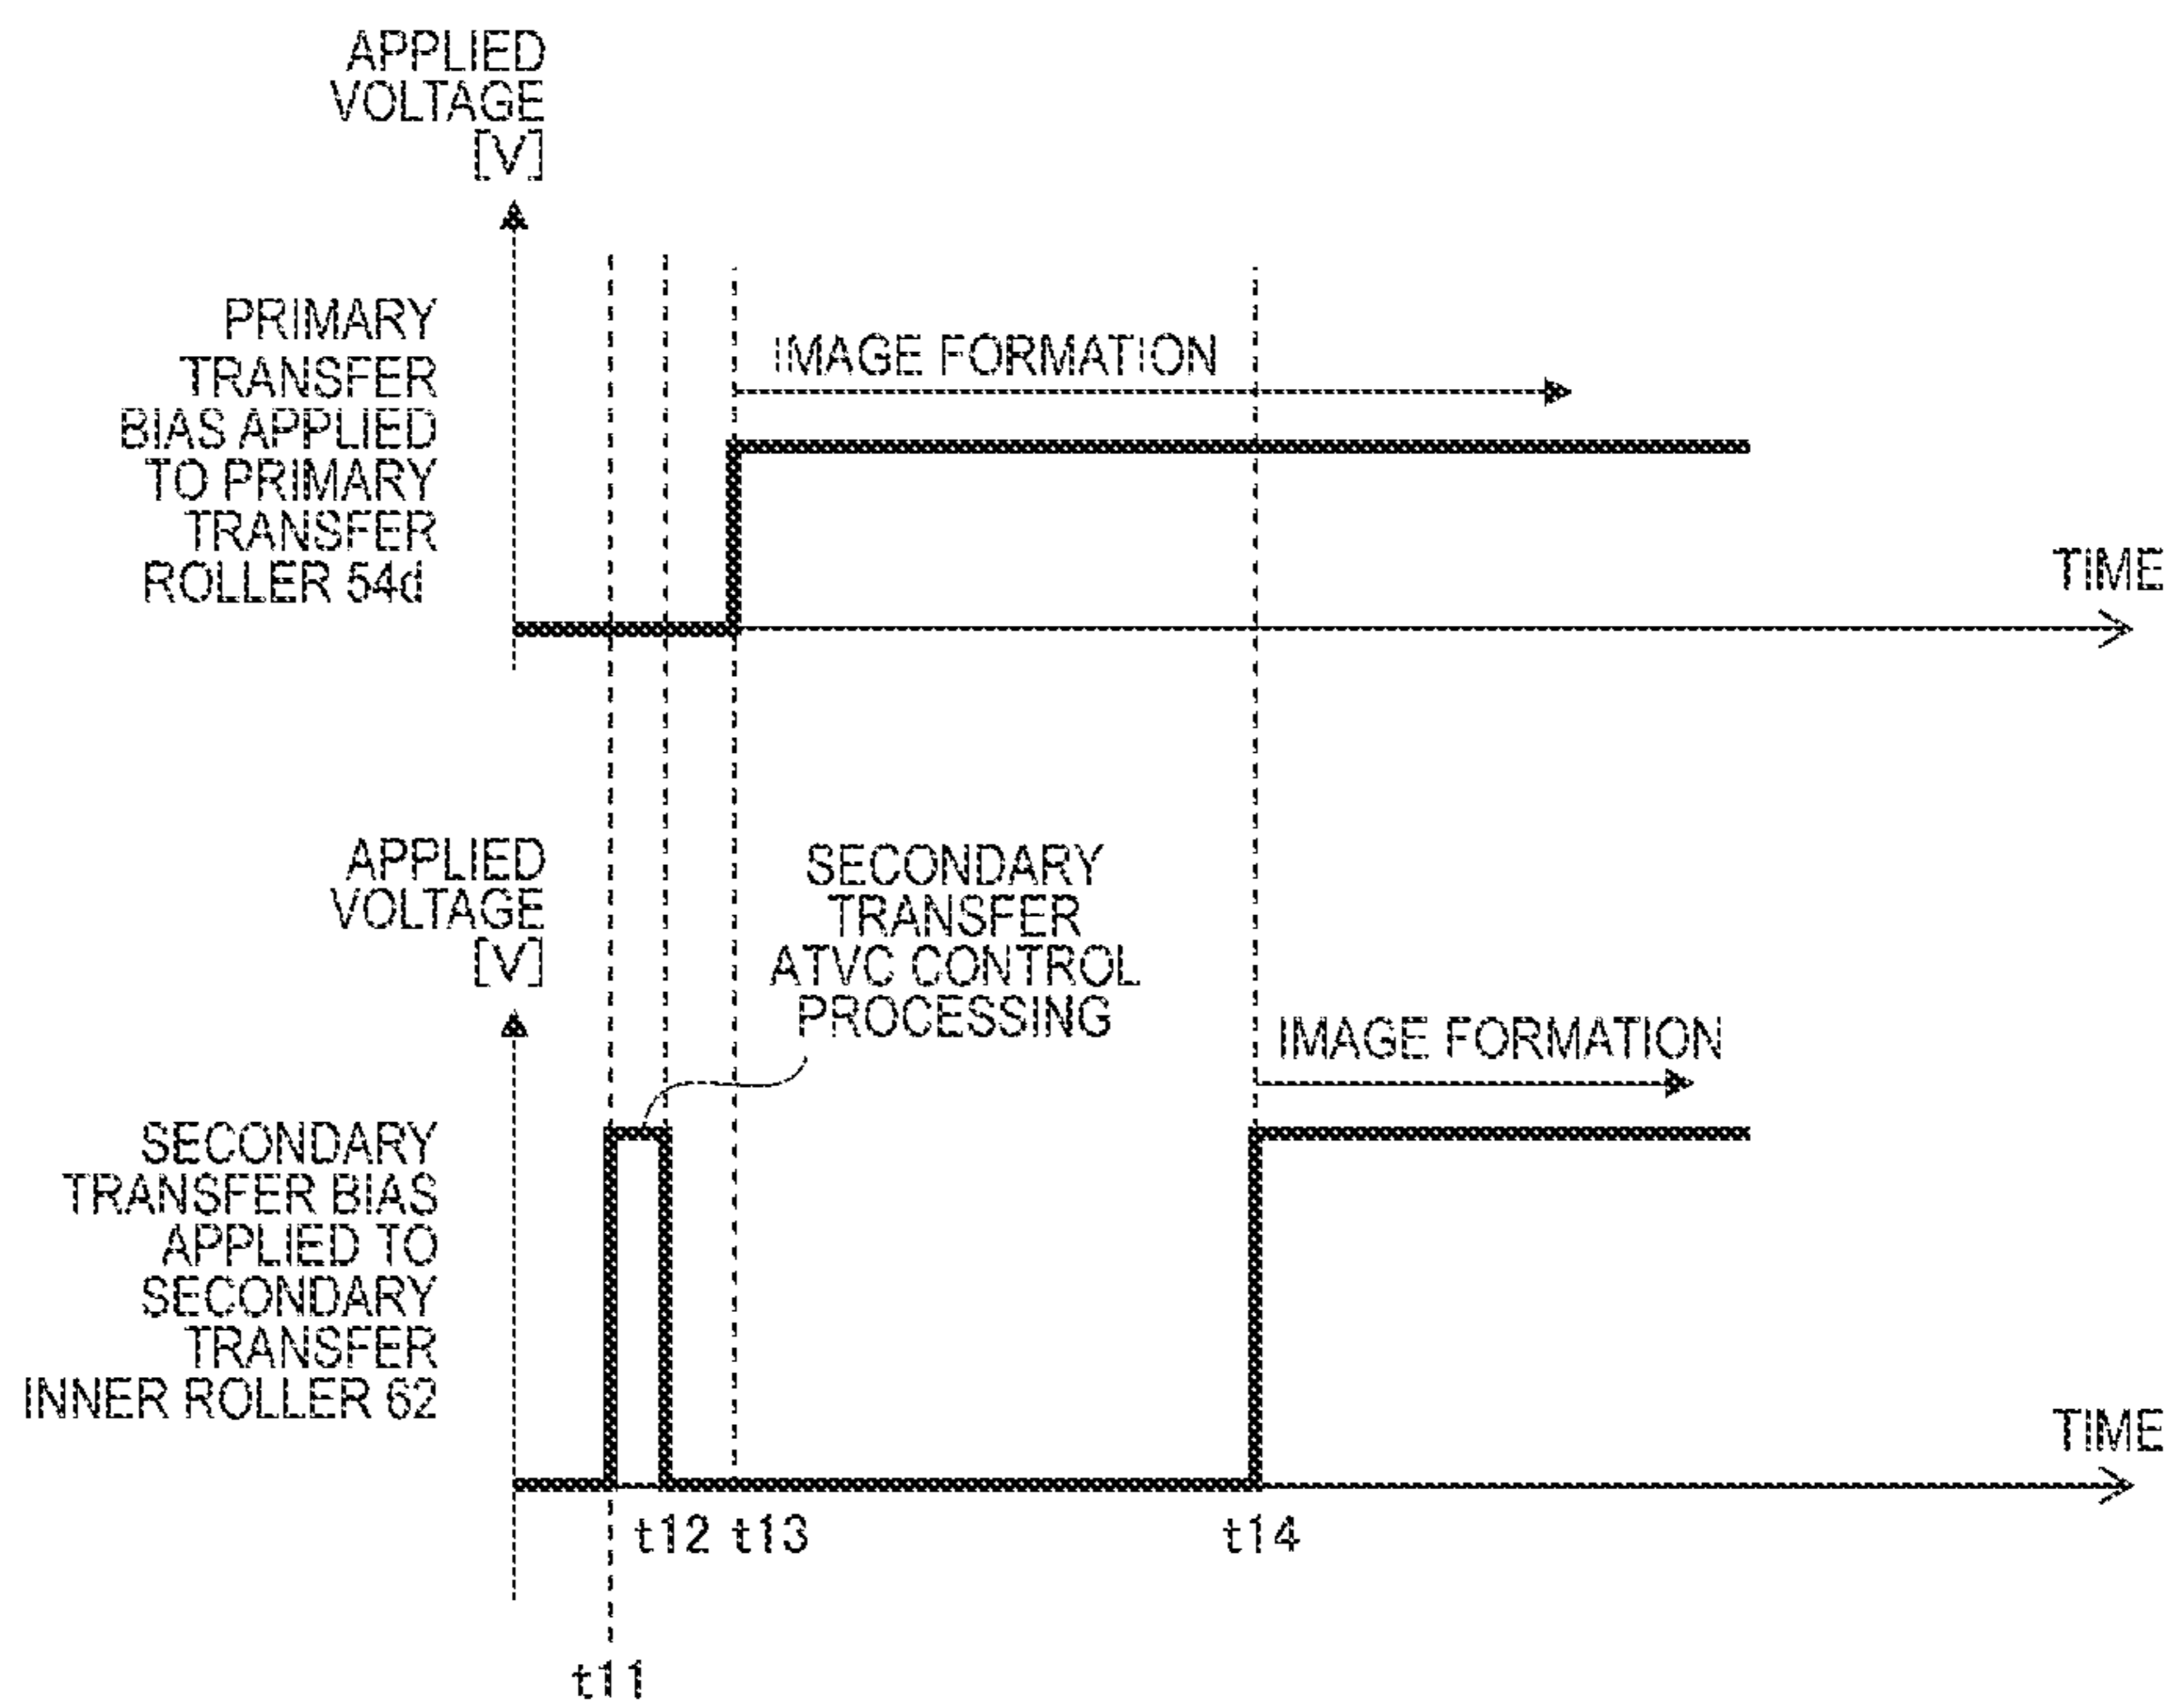 APPLIED
VOLTAGE
[V]
PRIMARY
TRANSFER
BIAS APPLIED
TO PRIMARY
TRANSFER
ROLLER 54d
IMAGE FORMATION
TIME
APPLIED
VOLTAGE
[V]
SECONDARY
TRANSFER
ATVC CONTROL
PROCESSING
IMAGE FORMATION
SECONDARY
TRANSFER BIAS
APPLIED TO
SECONDARY
TRANSFER
INNER ROLLER 62
TIME
t12 t13 t14
t11